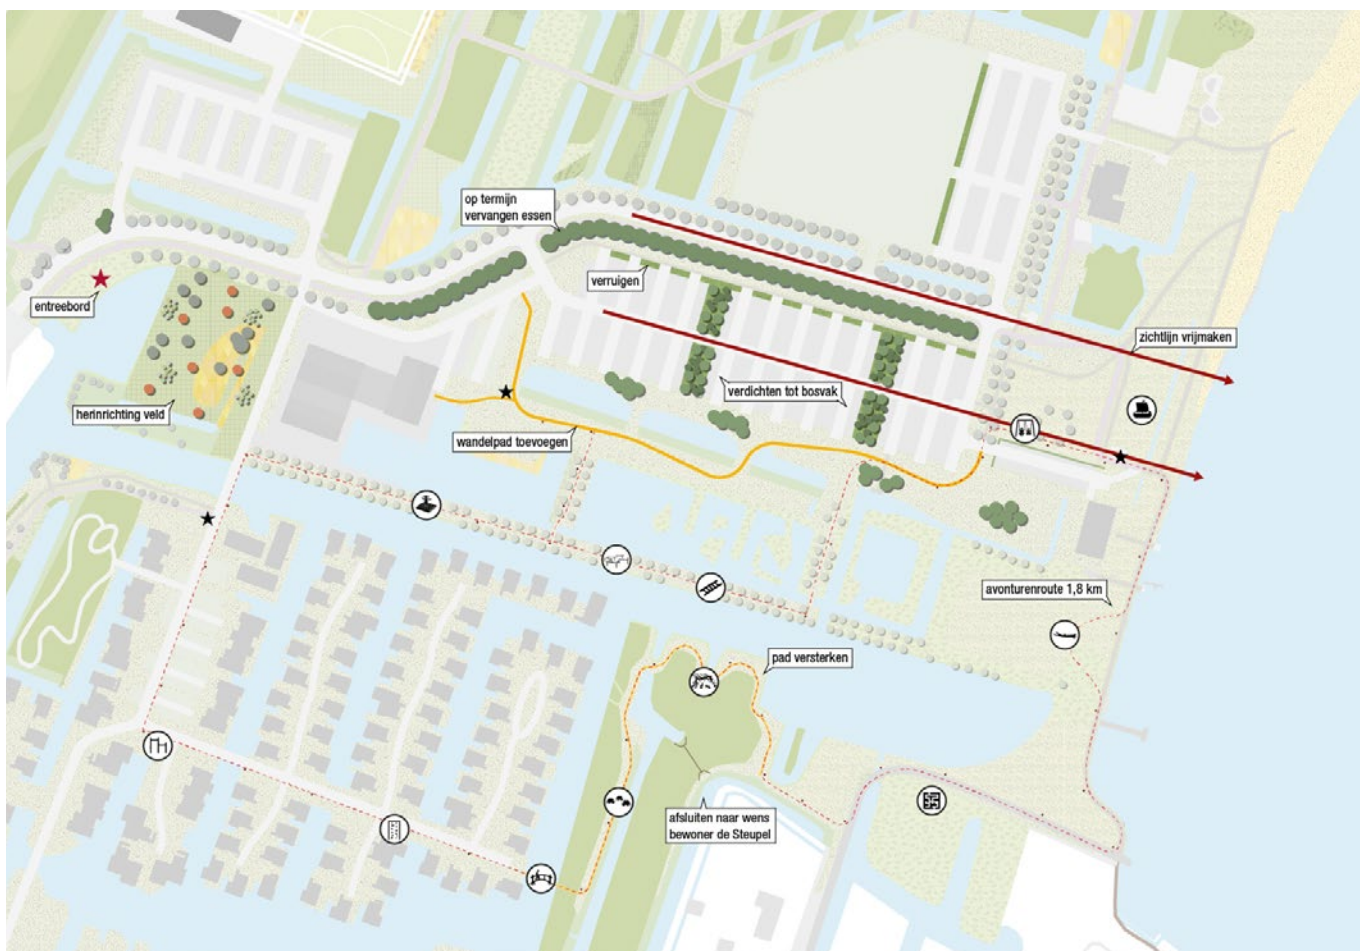 op termijn
vervangen essen
verruigen
entreebord
zichtlijn vrijmaken
verdichten tot bosvak
herinrichting veld
wandelpad toevoegen
avonturenroute 1,8 km
pad versterken
afsluiten naar wens
bewoner de Steupel